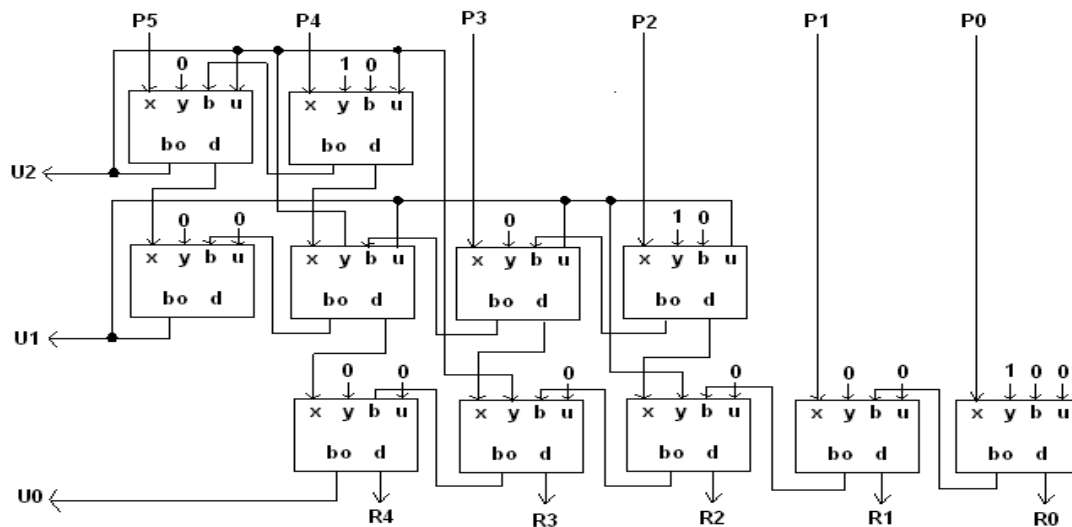 P5 P4 P3 P2 P1 P0
0 1 0
x y b u x y b u
bo d bo d
U2
0 0 0 1 0
x y b u x y b u x y b u x y b u
bo d bo d bo d bo d
U1
0 0 0 0 0 0 1 0 0
x y b u x y b u x y b u x y b u x y b u
bo d bo d bo d bo d bo d
U0
R4 R3 R2 R1 R0